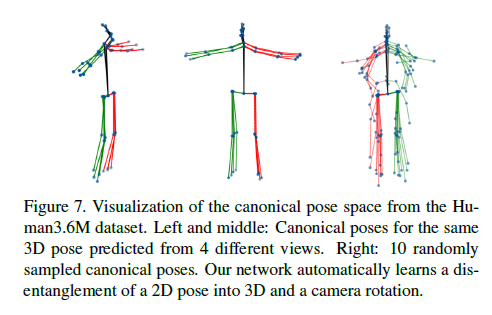 Figure 7. Visualization of the canonical pose space from the Hu-
man3.6M dataset. Left and middle: Canonical poses for the same
3D pose predicted from 4 different views. Right: 10 randomly
sampled canonical poses. Our network automatically learns a dis-
entanglement of a 2D pose into 3D and a camera rotation.